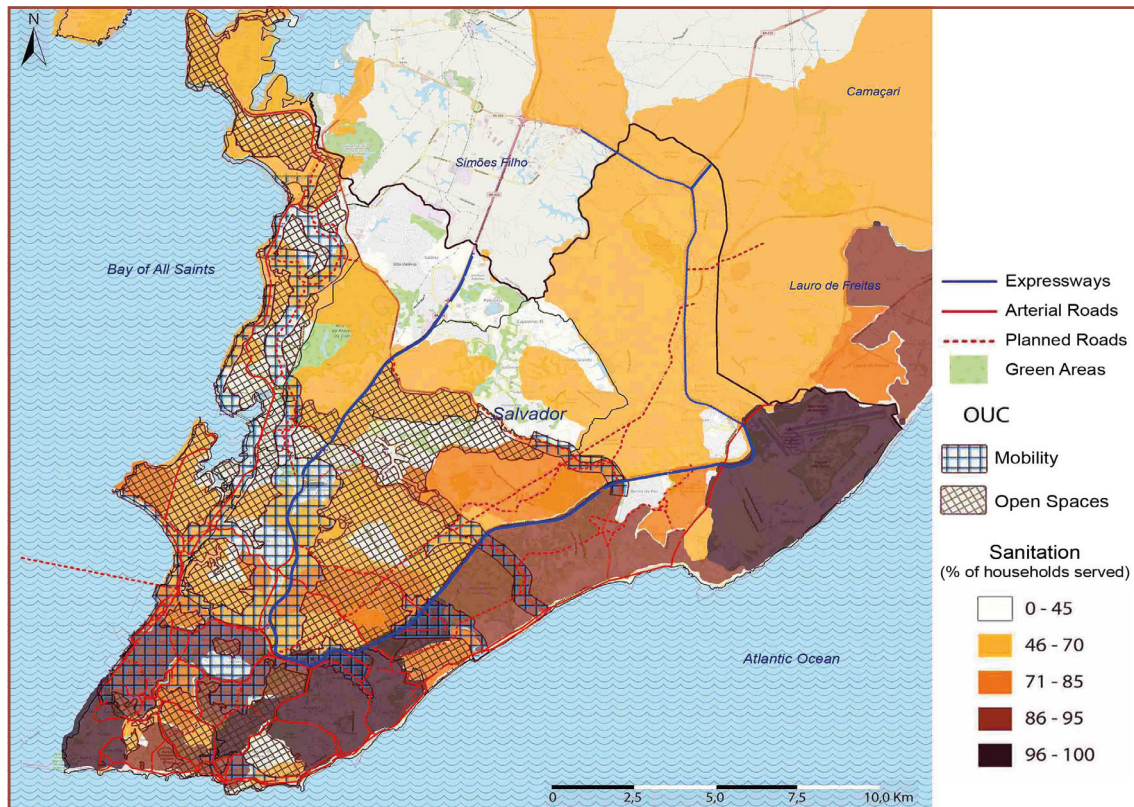 N
Camaçari
Simões Filho
Bay of All Saints
Lauro de Freitas
Salvador
Atlantic Ocean
0 2,5 5,0 7,5 10,0 Km
Expressways
Arterial Roads
Planned Roads
Green Areas
OUC
Mobility
Open Spaces
Sanitation
(% of households served)
0 - 45
46 - 70
71 - 85
86 - 95
96 - 100